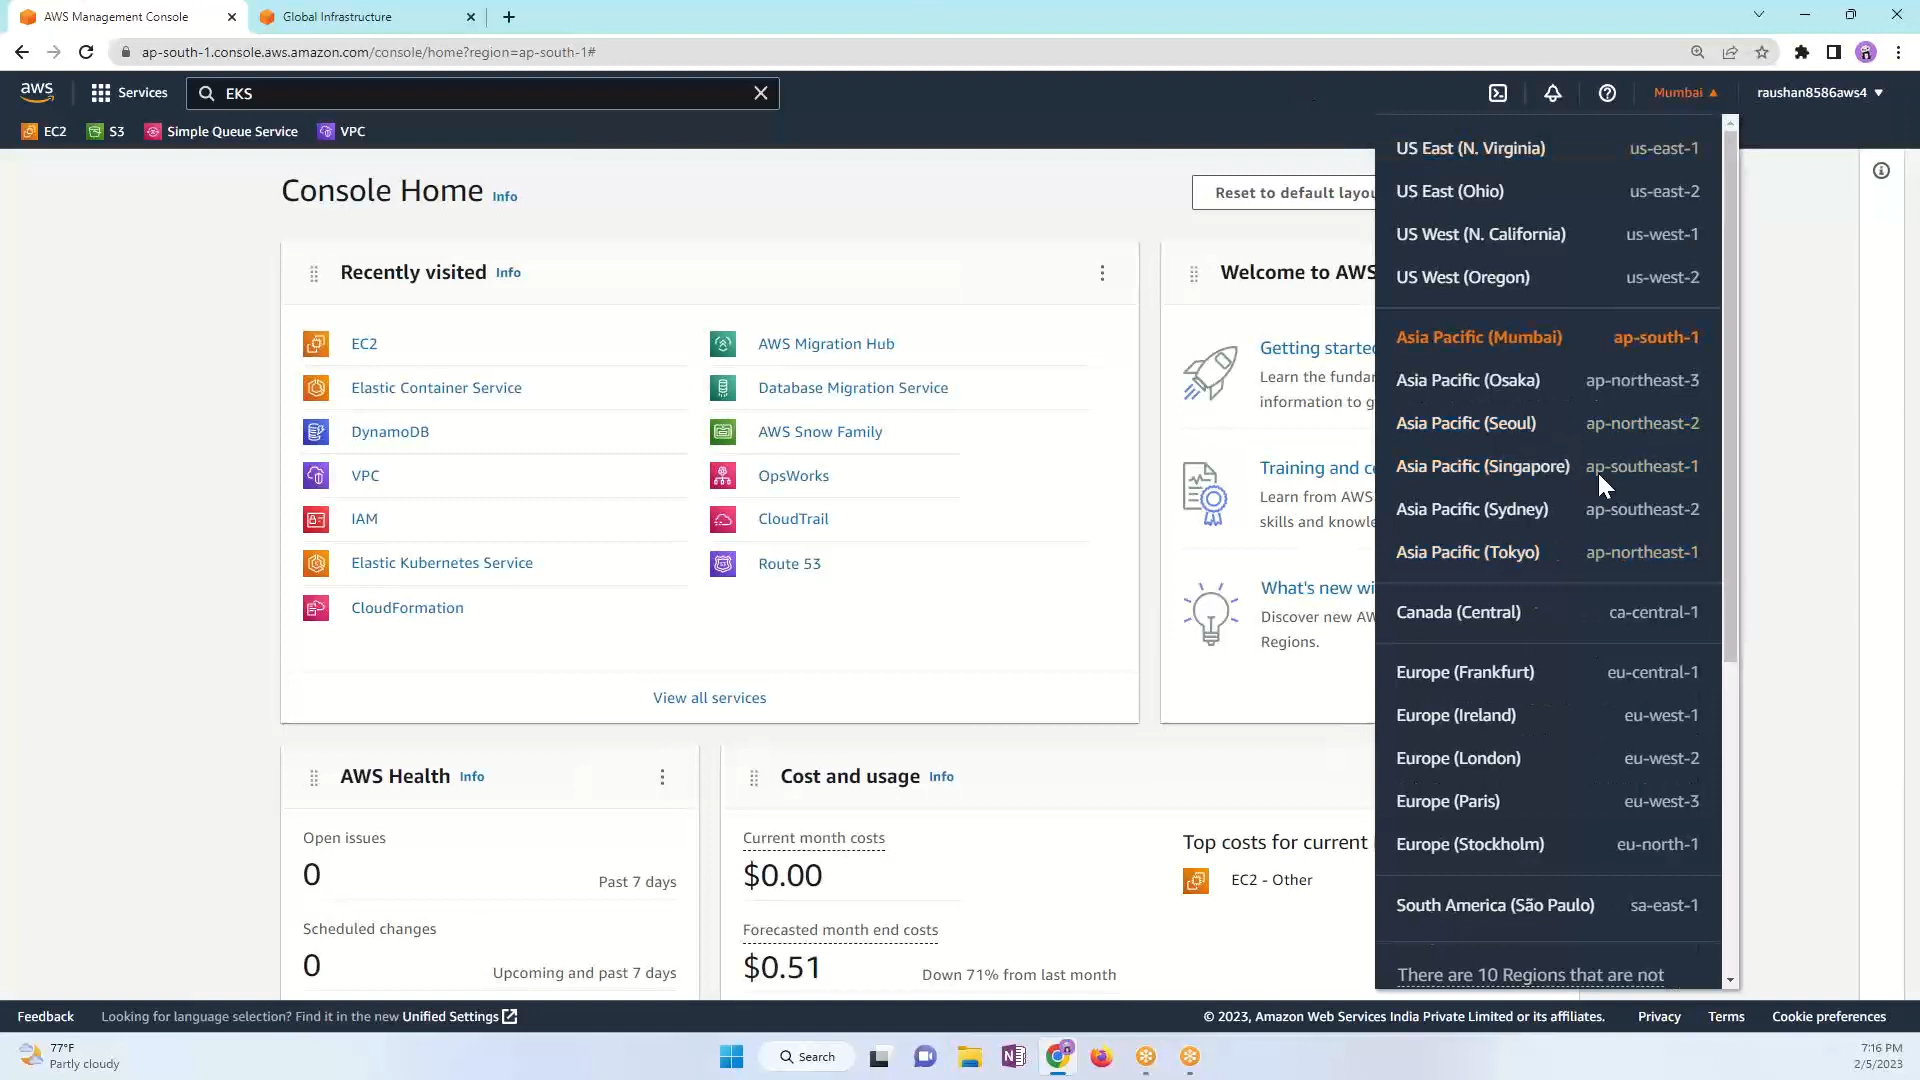 AWS Management Console
Global Infrastructure
ap-south-1.console.aws.amazon.com/console/home?region=ap-south-1#
aws
Services
EKS
Mumbai
raushan8586aws4
EC2
S3
Simple Queue Service
VPC
Console Home Info
Reset to default layou
Recently visited Info
EC2
Elastic Container Service
DynamoDB
VPC
IAM
Elastic Kubernetes Service
CloudFormation
AWS Migration Hub
Database Migration Service
AWS Snow Family
OpsWorks
CloudTrail
Route 53
View all services
Welcome to AWS
Getting started
Learn the fundar
information to g
Training and ce
Learn from AWS
skills and knowle
What's new wi
Discover new AW
Regions.
US East (N. Virginia) us-east-1
US East (Ohio) us-east-2
US West (N. California) us-west-1
US West (Oregon) us-west-2
Asia Pacific (Mumbai) ap-south-1
Asia Pacific (Osaka) ap-northeast-3
Asia Pacific (Seoul) ap-northeast-2
Asia Pacific (Singapore) ap-southeast-1
Asia Pacific (Sydney) ap-southeast-2
Asia Pacific (Tokyo) ap-northeast-1
Canada (Central) ca-central-1
Europe (Frankfurt) eu-central-1
Europe (Ireland) eu-west-1
Europe (London) eu-west-2
Europe (Paris) eu-west-3
Europe (Stockholm) eu-north-1
South America (São Paulo) sa-east-1
There are 10 Regions that are not
AWS Health Info
Open issues
0
Past 7 days
Scheduled changes
0
Upcoming and past 7 days
Cost and usage Info
Current month costs
$0.00
Forecasted month end costs
$0.51
Down 71% from last month
Top costs for current
EC2 - Other
Feedback
Looking for language selection? Find it in the new Unified Settings
© 2023, Amazon Web Services India Private Limited or its affiliates.
Privacy
Terms
Cookie preferences
77°F
Partly cloudy
Search
7:16 PM
2/5/2023